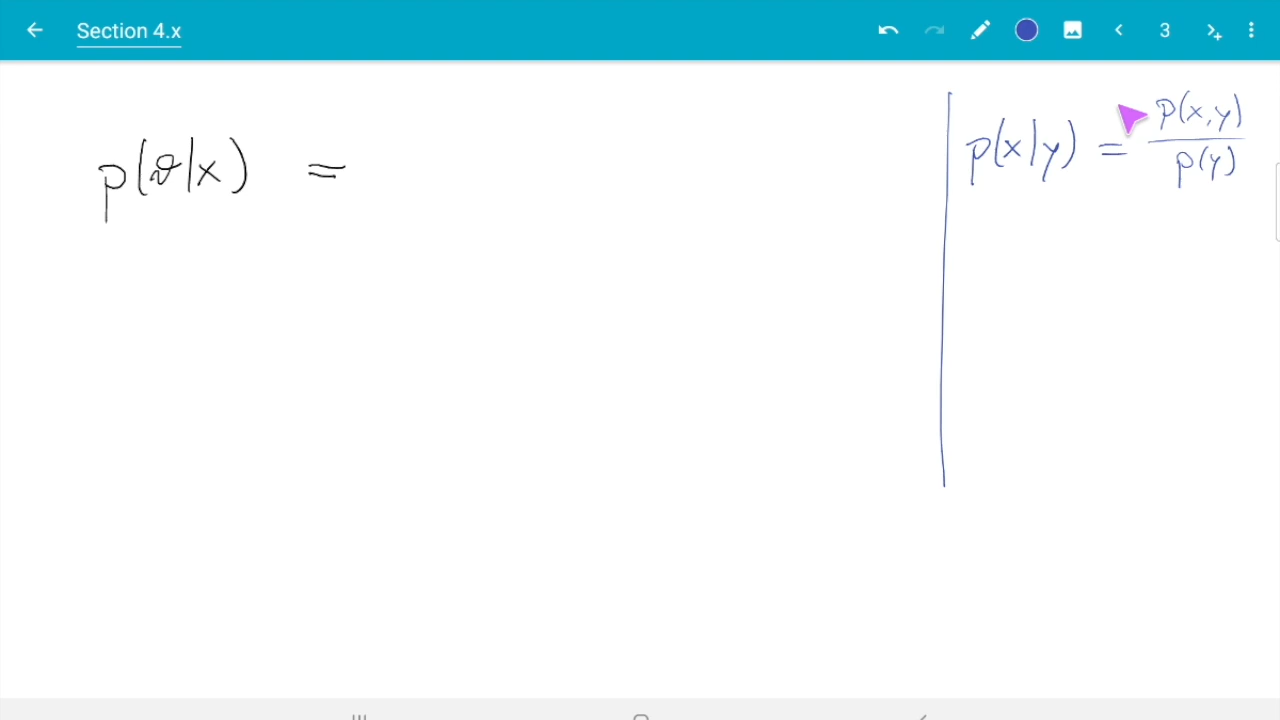 Section 4.x
3
p(ϑ|x) =
p(x|y) = p(x,y) / p(y)